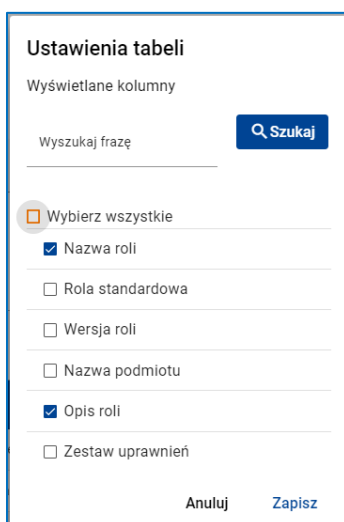 Ustawienia tabeli
Wyświetlane kolumny
Wyszukaj frazę
Szukaj
Wybierz wszystkie
Nazwa roli
Rola standardowa
Wersja roli
Nazwa podmiotu
Opis roli
Zestaw uprawnień
Anuluj Zapisz